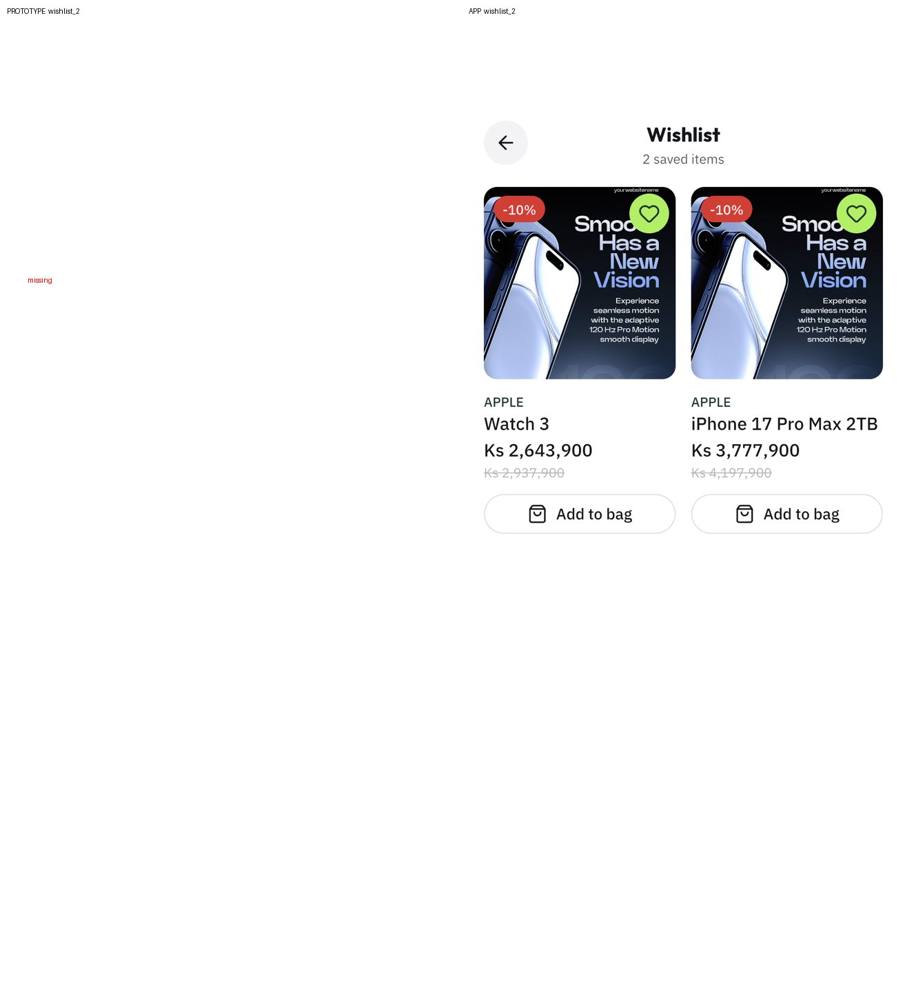 PROTOTYPE wishlist_2
APP wishlist_2
missing
Wishlist
2 saved items
-10%
yourwebsitename
Smoo
Has a
New
Vision
Experience
seamless motion
with the adaptive
120 Hz Pro Motion
smooth display
-10%
yourwebsitename
Smoo
Has a
New
Vision
Experience
seamless motion
with the adaptive
120 Hz Pro Motion
smooth display
APPLE
Watch 3
Ks 2,643,900
Ks 2,937,900
Add to bag
APPLE
iPhone 17 Pro Max 2TB
Ks 3,777,900
Ks 4,197,900
Add to bag